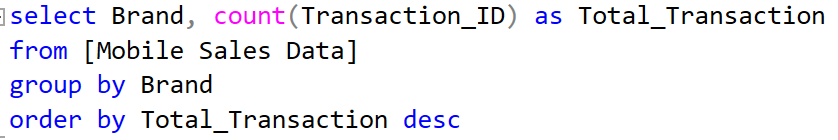 select Brand, count(Transaction_ID) as Total_Transaction
from [Mobile Sales Data]
group by Brand
order by Total_Transaction desc